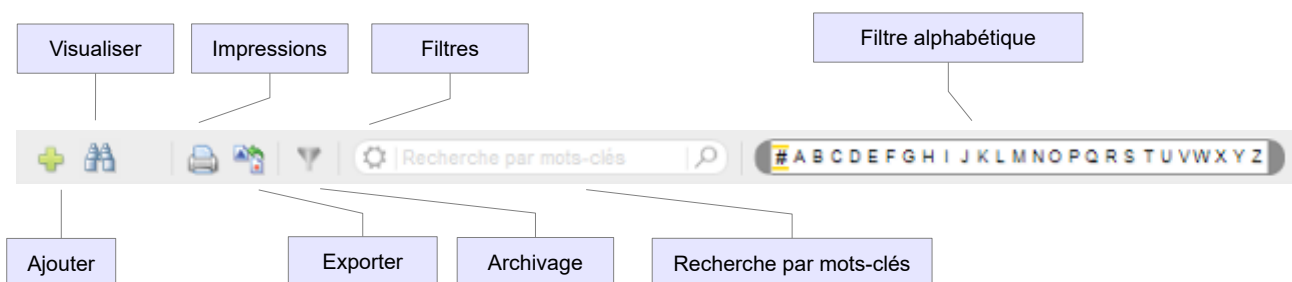 Visualiser
Impressions
Filtres
Filtre alphabétique
Recherche par mots-clés
# A B C D E F G H I J K L M N O P Q R S T U V W X Y Z
Ajouter
Exporter
Archivage
Recherche par mots-clés